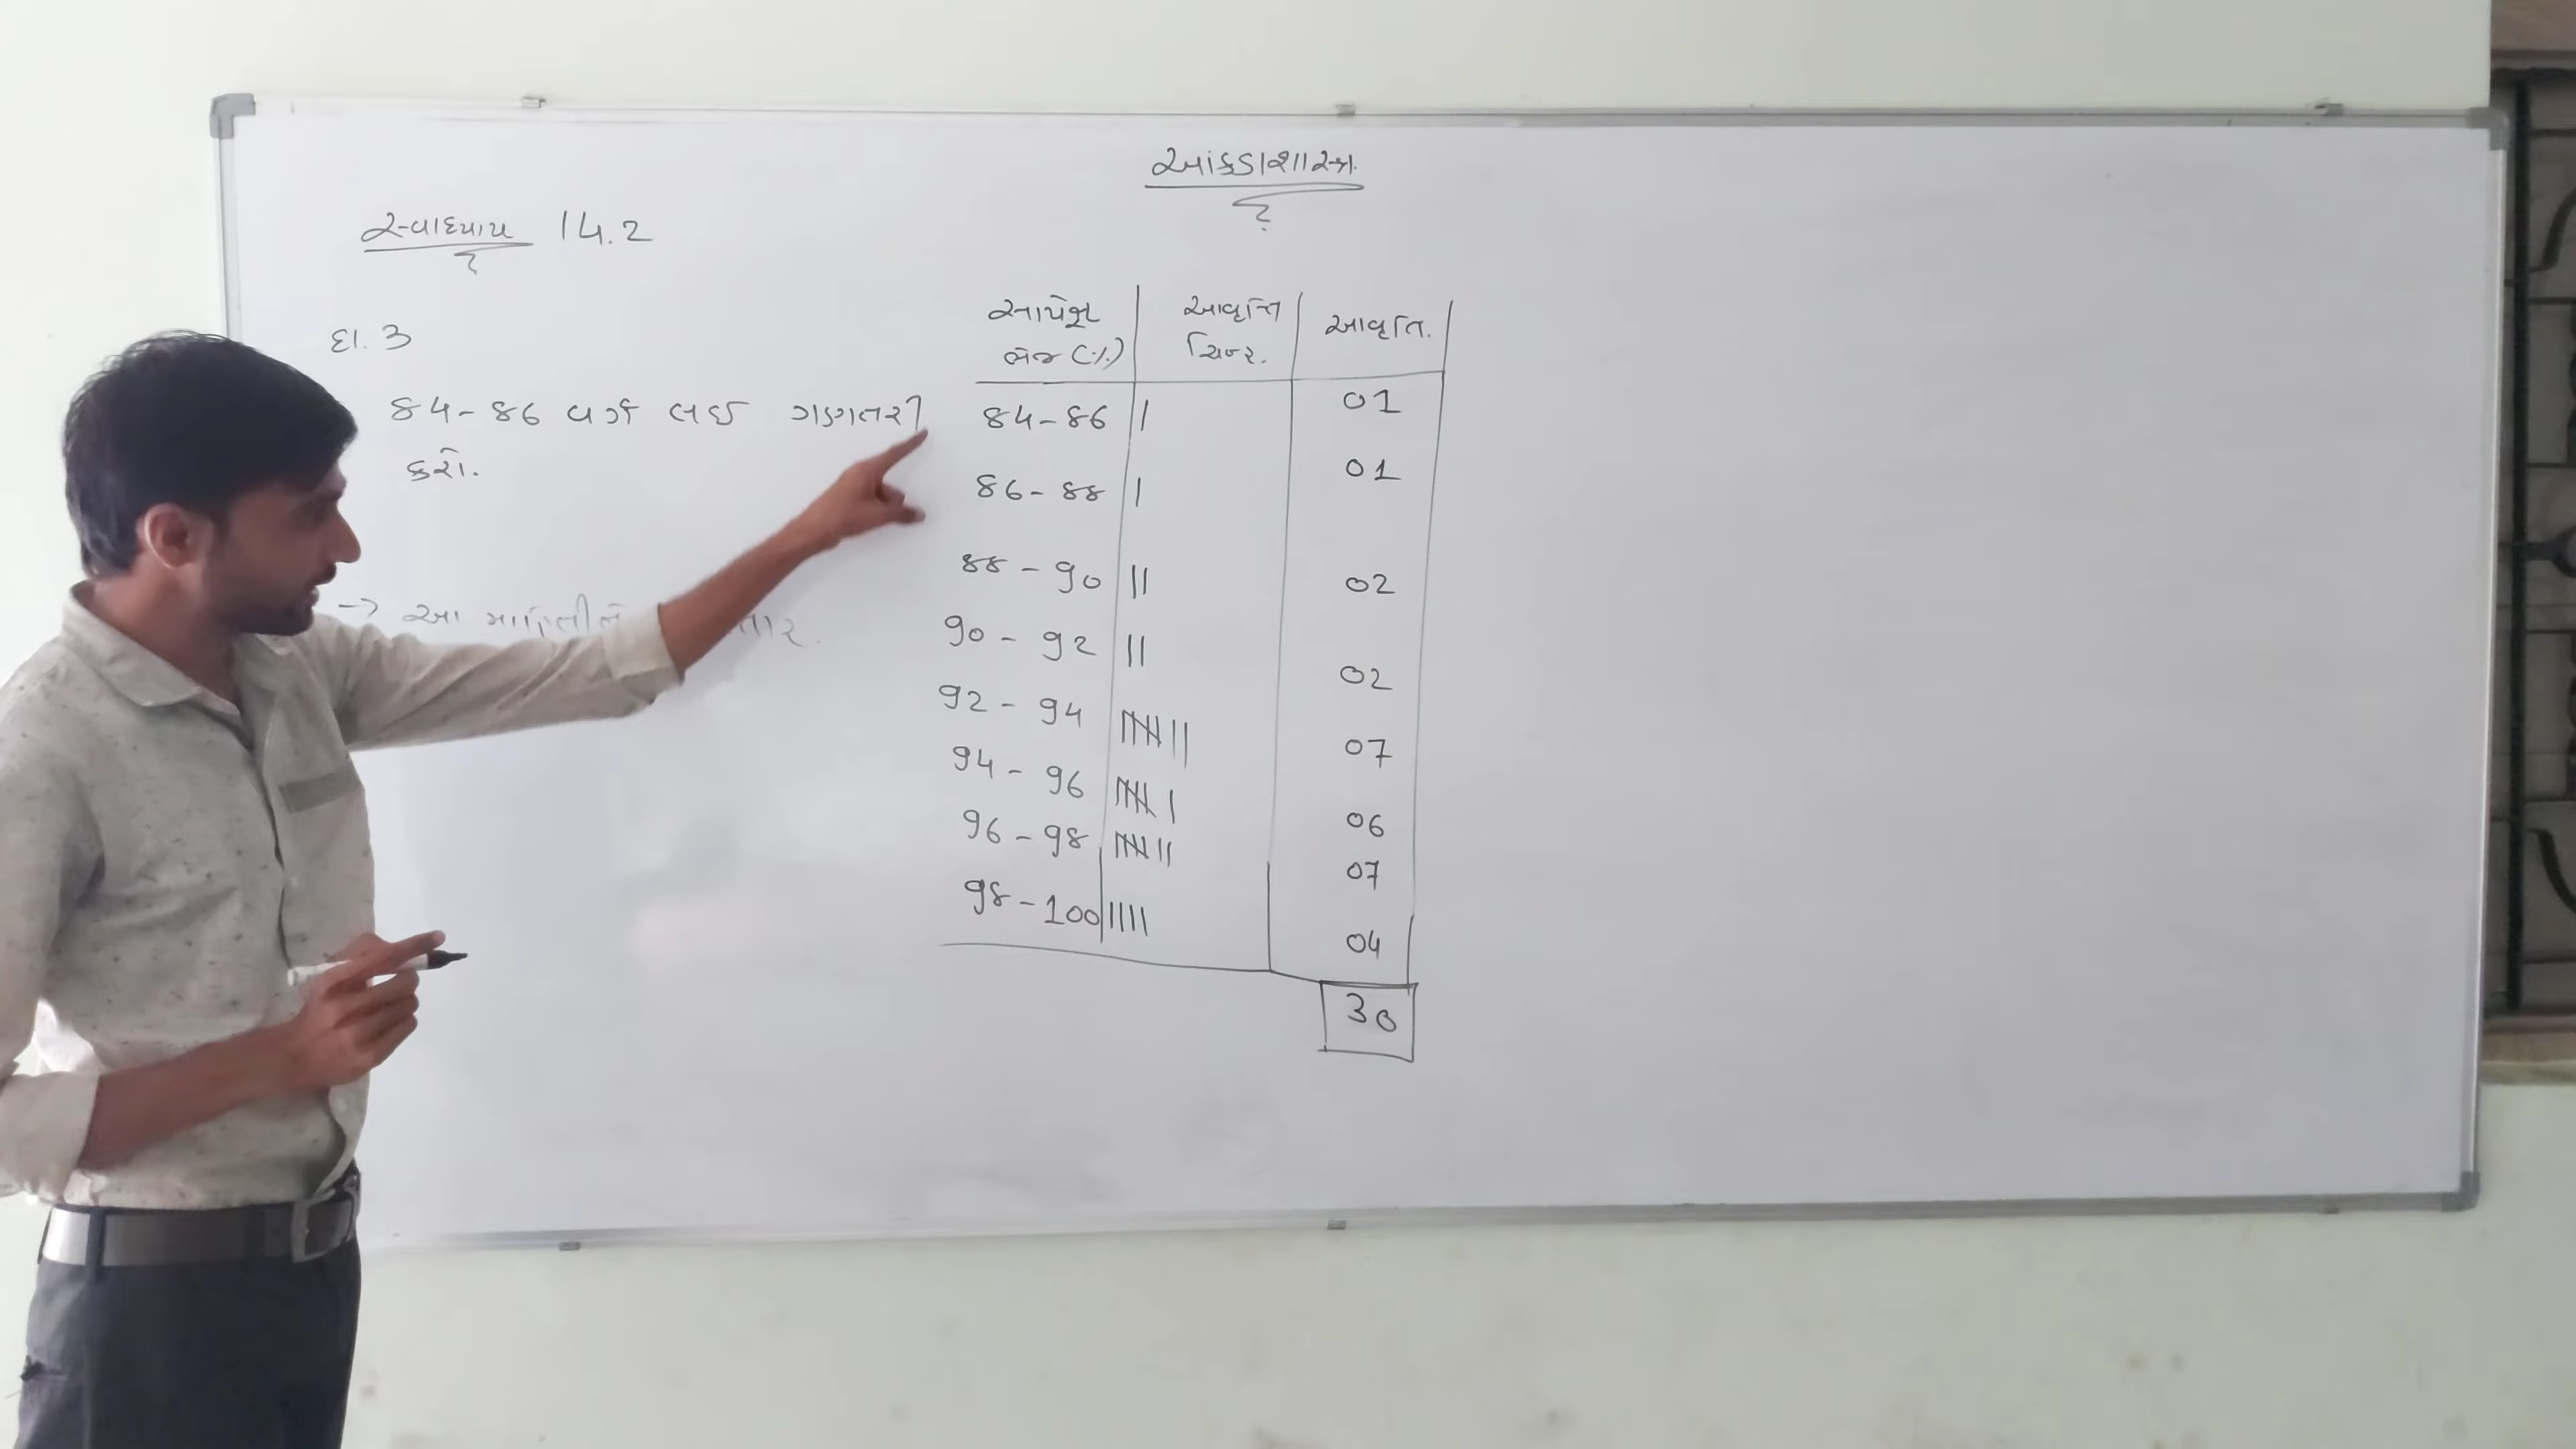 આંકડાશાસ્ત્ર.
સ્વાધ્યાય 14.2
દા. 3
84-86 વર્ગ લઈ ગણતરી
કરો.
→ આ માહિતીને
સાપેક્ષ ભેજ (%) | આવૃત્તિ ચિન્હ. | આવૃતિ.
84-86 | | 01
86-88 | | 01
88-90 || 02
90-92 || 02
92-94 |||| || 07
94-96 |||| | 06
96-98 |||| || 07
98-100 |||| 04
30